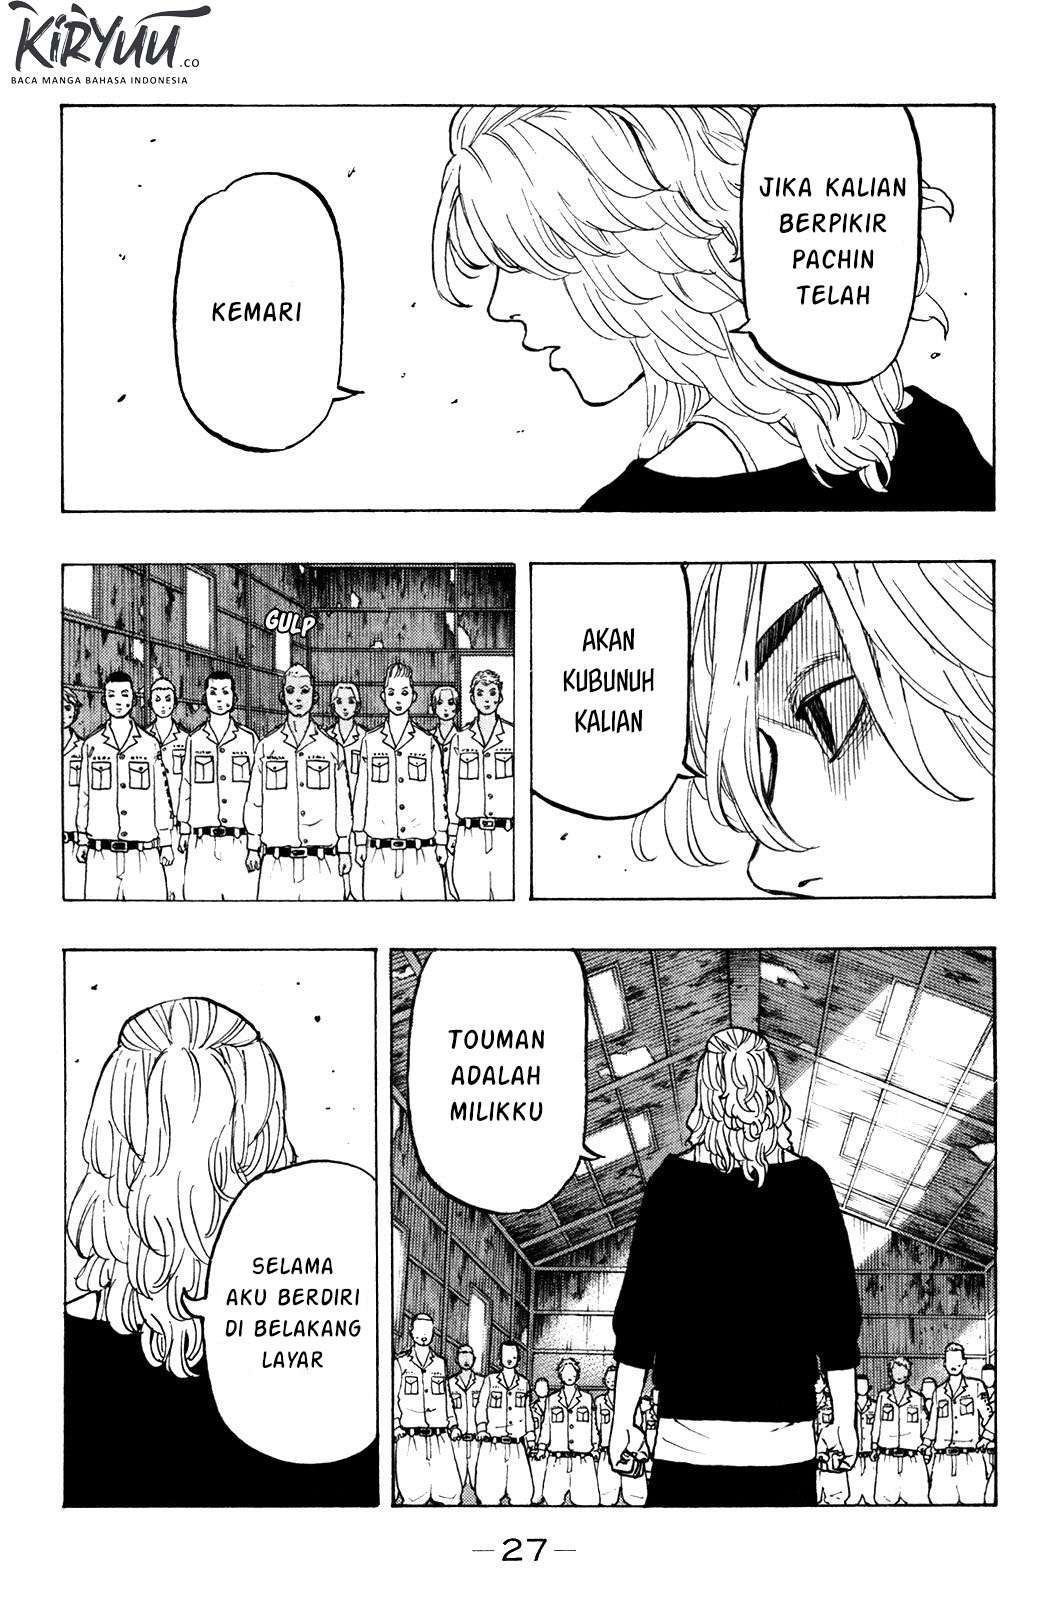 KIRYUU.CO
BACA MANGA BAHASA INDONESIA
JIKA KALIAN
BERPIKIR
PACHIN
TELAH
KEMARI
AKAN
KUBUNUH
KALIAN
GULP
TOUMAN
ADALAH
MILIKKU
SELAMA
AKU BERDIRI
DI BELAKANG
LAYAR
—27—